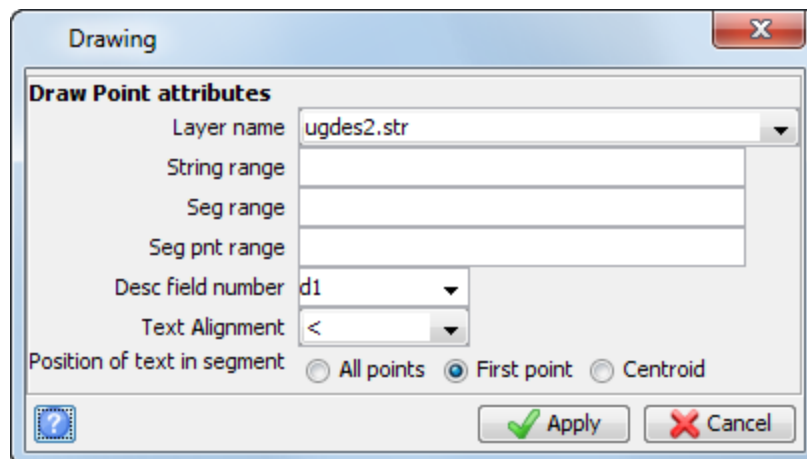 Drawing
Draw Point attributes
Layer name ugdes2.str
String range
Seg range
Seg pnt range
Desc field number d1
Text Alignment <
Position of text in segment All points First point Centroid
? Apply Cancel